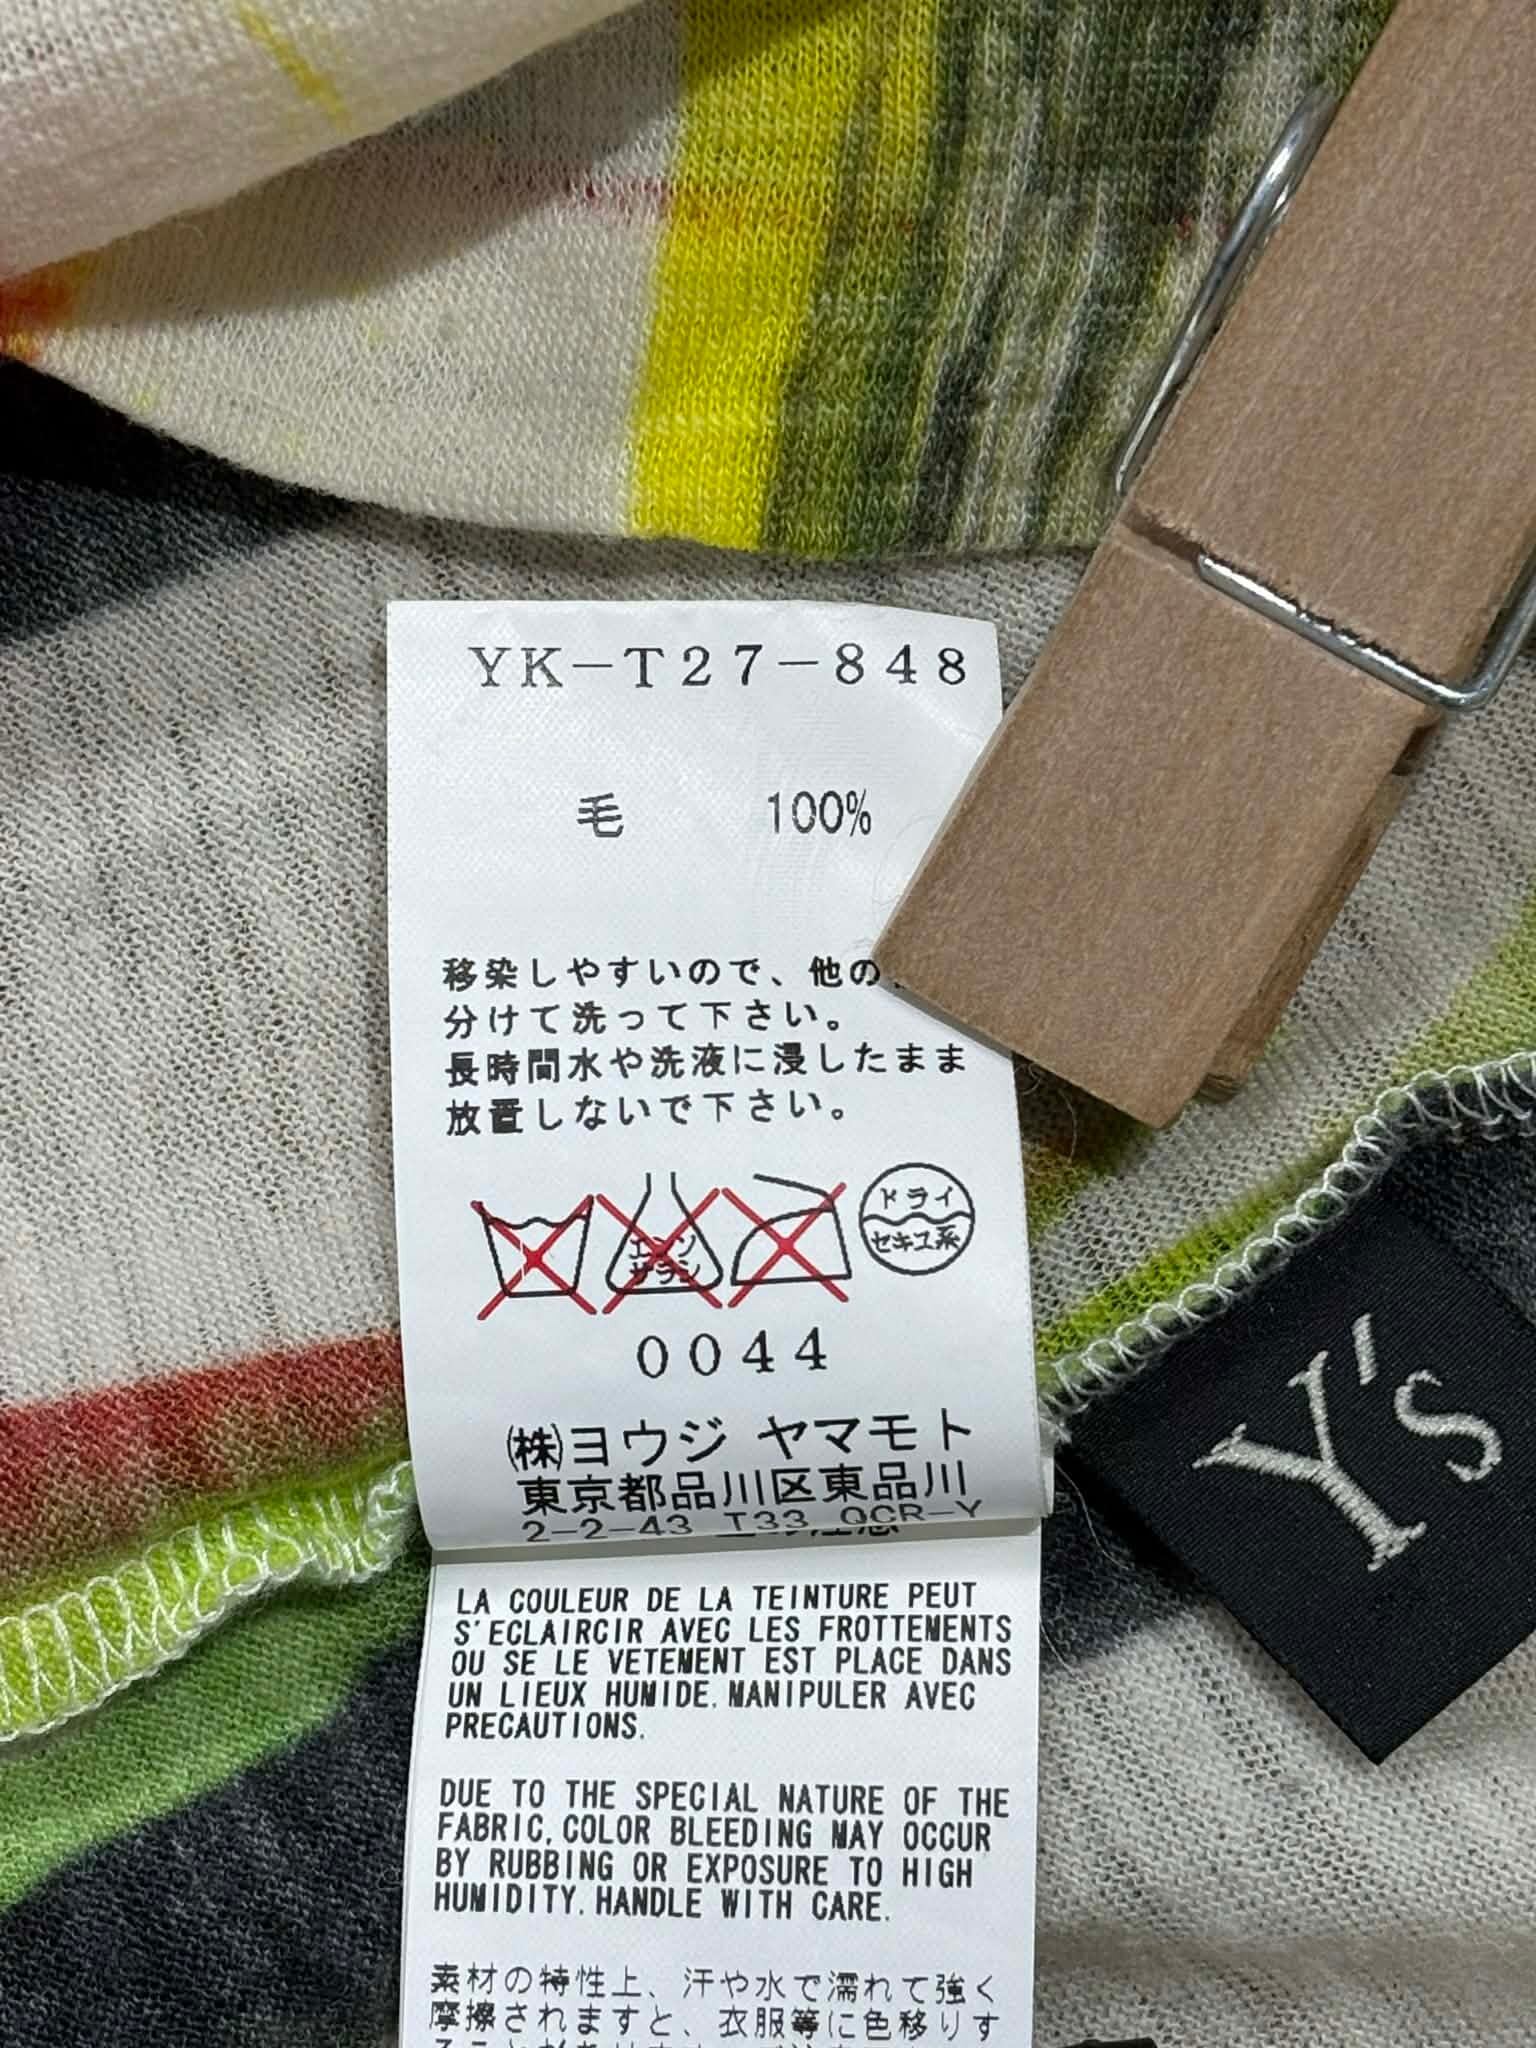 YK-T27-848
毛 100%
移染しやすいので、他の
分けて洗って下さい。
長時間水や洗液に浸したまま
放置しないで下さい。
エンソ
サラシ
ドライ
セキユ系
0044
㈱ヨウジ ヤマモト
東京都品川区東品川
2-2-43 T33 QCR-Y
Y's
LA COULEUR DE LA TEINTURE PEUT
S'ECLAIRCIR AVEC LES FROTTEMENTS
OU SE LE VETEMENT EST PLACE DANS
UN LIEUX HUMIDE.MANIPULER AVEC
PRECAUTIONS.
DUE TO THE SPECIAL NATURE OF THE
FABRIC,COLOR BLEEDING MAY OCCUR
BY RUBBING OR EXPOSURE TO HIGH
HUMIDITY.HANDLE WITH CARE.
素材の特性上、汗や水で濡れて強く
摩擦されますと、衣服等に色移りす